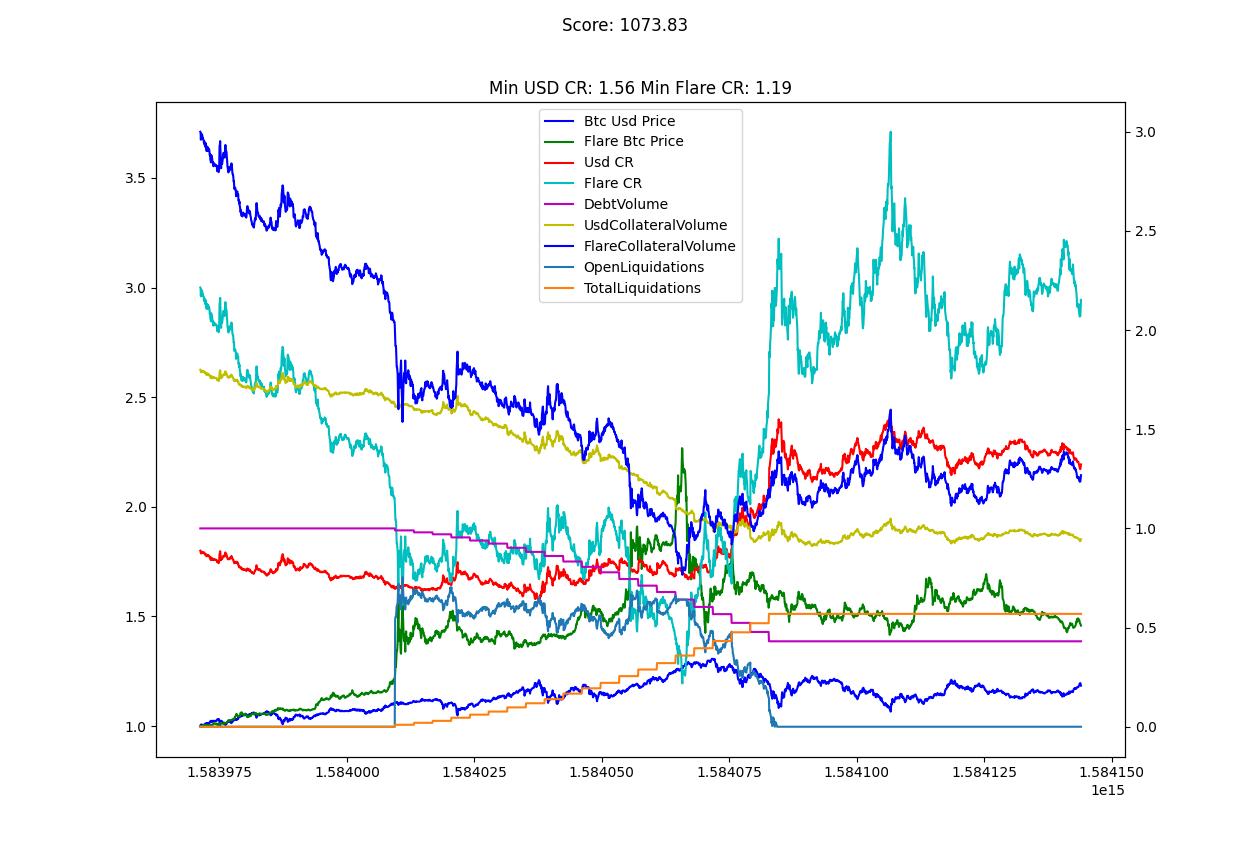 Score: 1073.83
Min USD CR: 1.56 Min Flare CR: 1.19
Btc Usd Price
Flare Btc Price
Usd CR
Flare CR
DebtVolume
UsdCollateralVolume
FlareCollateralVolume
OpenLiquidations
TotalLiquidations
3.5
3.0
2.5
2.0
1.5
1.0
3.0
2.5
2.0
1.5
1.0
0.5
0.0
1.583975 1.584000 1.584025 1.584050 1.584075 1.584100 1.584125 1.584150
1e15